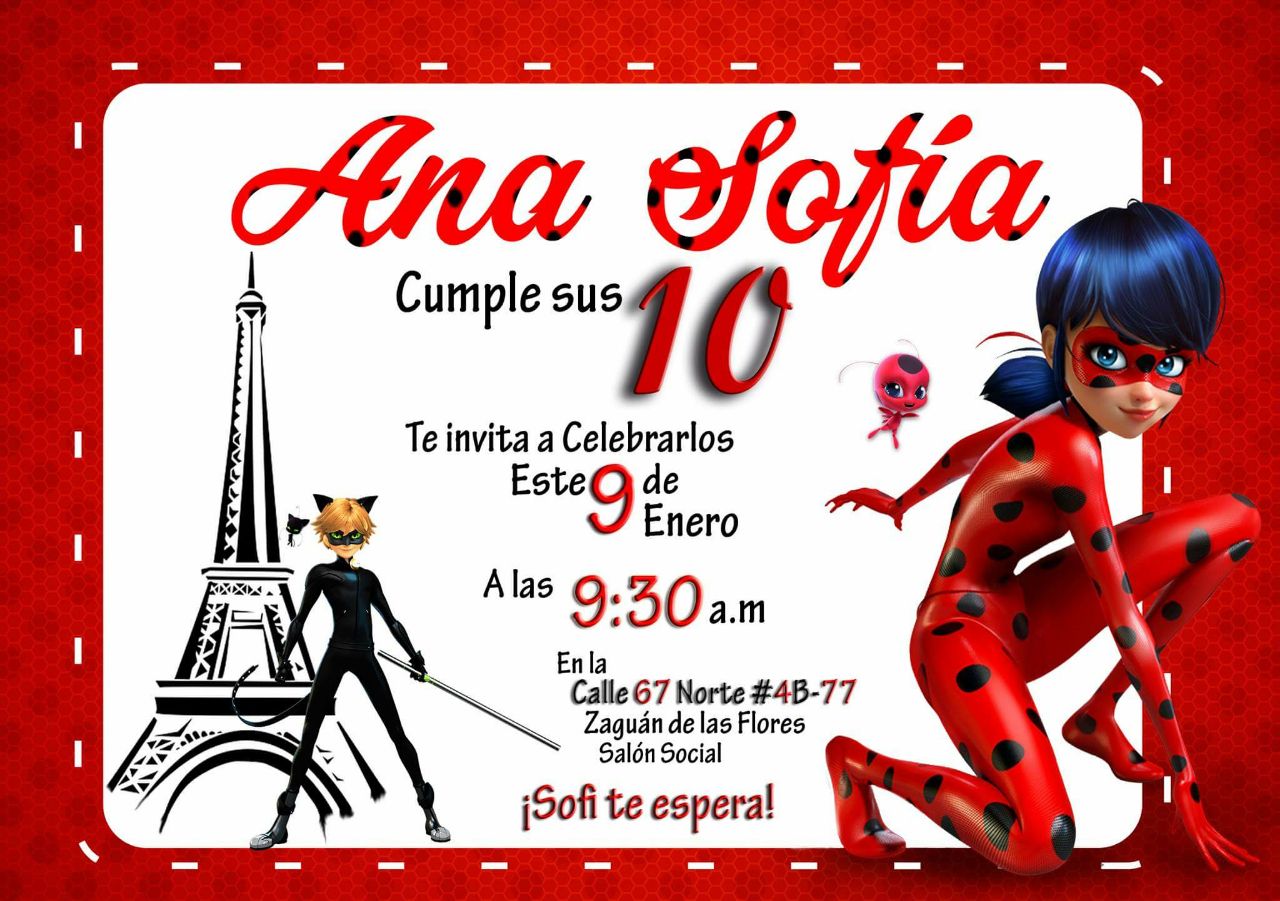 Ana Sofía
Cumple sus 10
Te invita a Celebrarlos
Este 9 de
Enero
A las 9:30 a.m
En la
Calle 67 Norte #4B-77
Zaguán de las Flores
Salón Social
¡Sofi te espera!